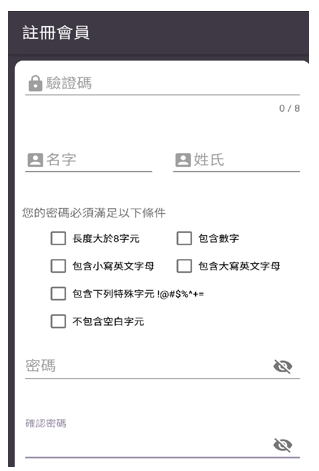 註冊會員
驗證碼
0 / 8
名字 姓氏
您的密碼必須滿足以下條件
長度大於8字元 包含數字
包含小寫英文字母 包含大寫英文字母
包含下列特殊字元 !@#$%^+=
不包含空白字元
密碼
確認密碼